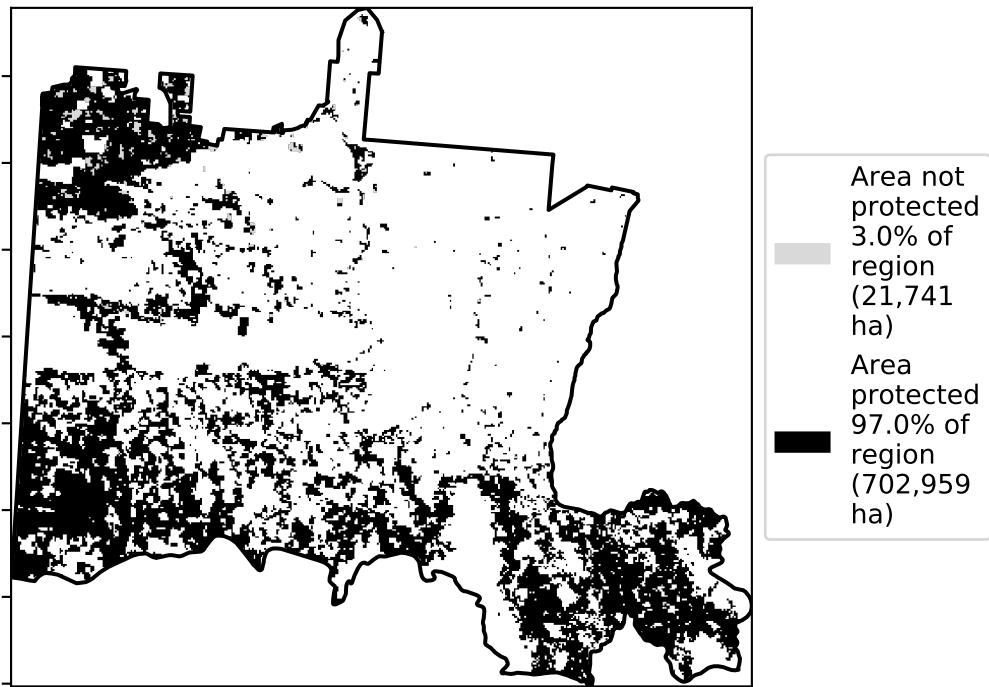 Area not
protected
3.0% of
region
(21,741
ha)
Area
protected
97.0% of
region
(702,959
ha)